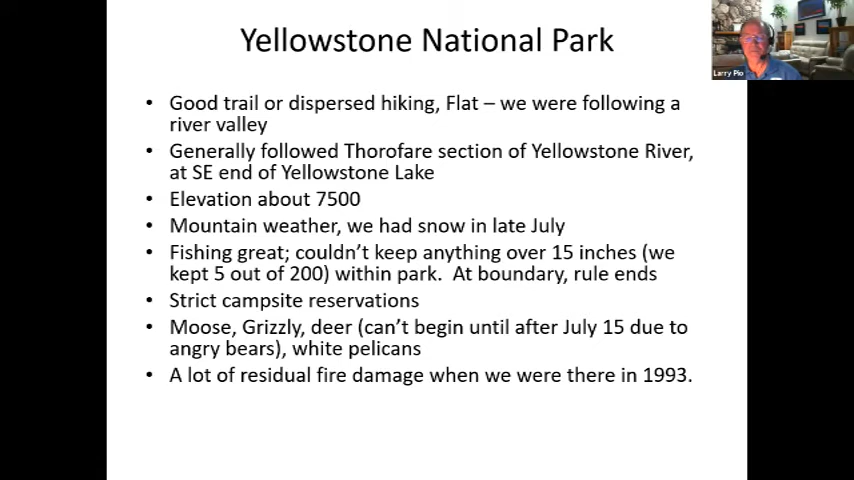 Yellowstone National Park
Larry Pio
• Good trail or dispersed hiking, Flat – we were following a
river valley
• Generally followed Thorofare section of Yellowstone River,
at SE end of Yellowstone Lake
• Elevation about 7500
• Mountain weather, we had snow in late July
• Fishing great; couldn’t keep anything over 15 inches (we
kept 5 out of 200) within park.  At boundary, rule ends
• Strict campsite reservations
• Moose, Grizzly, deer (can’t begin until after July 15 due to
angry bears), white pelicans
• A lot of residual fire damage when we were there in 1993.